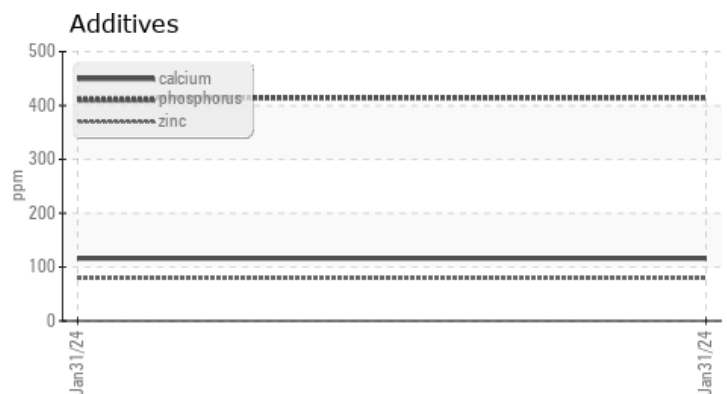 Additives
500
400
300
200
100
0
ppm
calcium
phosphorus
zinc
Jan31/24
Jan31/24